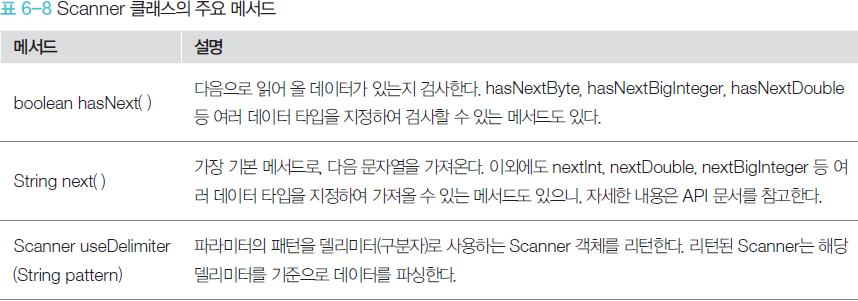 표 6-8 Scanner 클래스의 주요 메서드
메서드 설명
boolean hasNext( )
다음으로 읽어 올 데이터가 있는지 검사한다. hasNextByte, hasNextBigInteger, hasNextDouble
등 여러 데이터 타입을 지정하여 검사할 수 있는 메서드도 있다.
String next( )
가장 기본 메서드로, 다음 문자열을 가져온다. 이외에도 nextInt, nextDouble, nextBigInteger 등 여
러 데이터 타입을 지정하여 가져올 수 있는 메서드도 있으니, 자세한 내용은 API 문서를 참고한다.
Scanner useDelimiter
(String pattern)
파라미터의 패턴을 델리미터(구분자)로 사용하는 Scanner 객체를 리턴한다. 리턴된 Scanner는 해당
델리미터를 기준으로 데이터를 파싱한다.